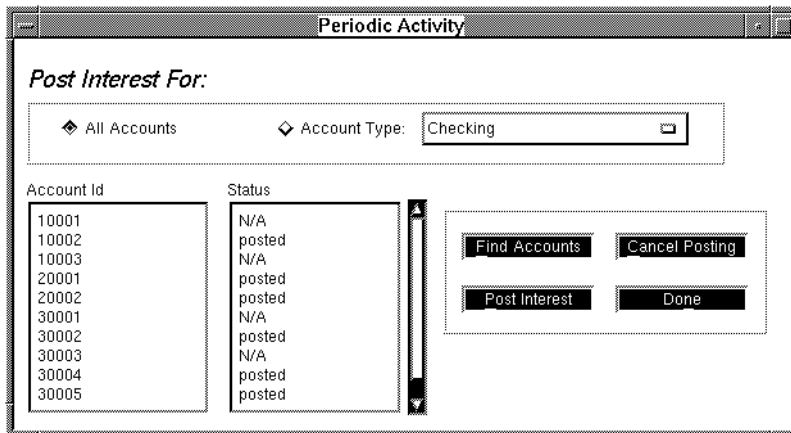 Periodic Activity
Post Interest For:
All Accounts Account Type: Checking
Account Id Status
10001 N/A
10002 posted
10003 N/A
20001 posted
20002 posted
30001 N/A
30002 posted
30003 N/A
30004 posted
30005 posted
Find Accounts Cancel Posting
Post Interest Done